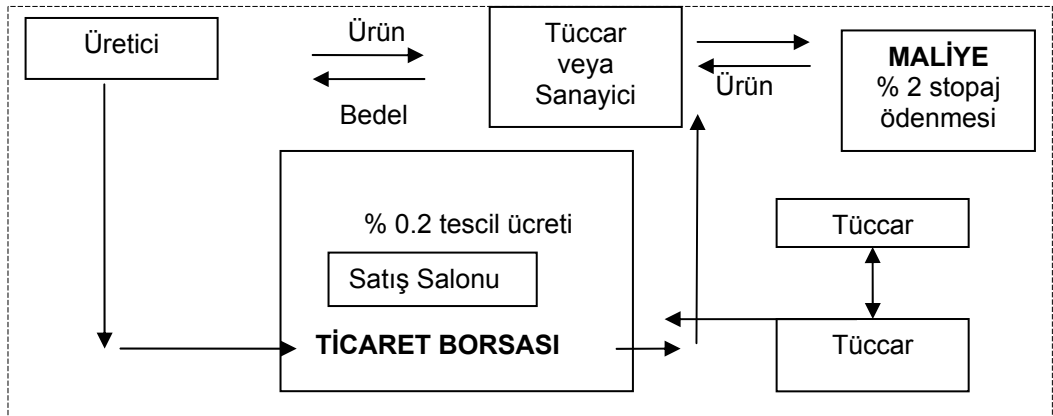 Üretici
Ürün
Bedel
Tüccar
veya
Sanayici
Ürün
MALİYE
% 2 stopaj
ödenmesi
% 0.2 tescil ücreti
Satış Salonu
TİCARET BORSASI
Tüccar
Tüccar